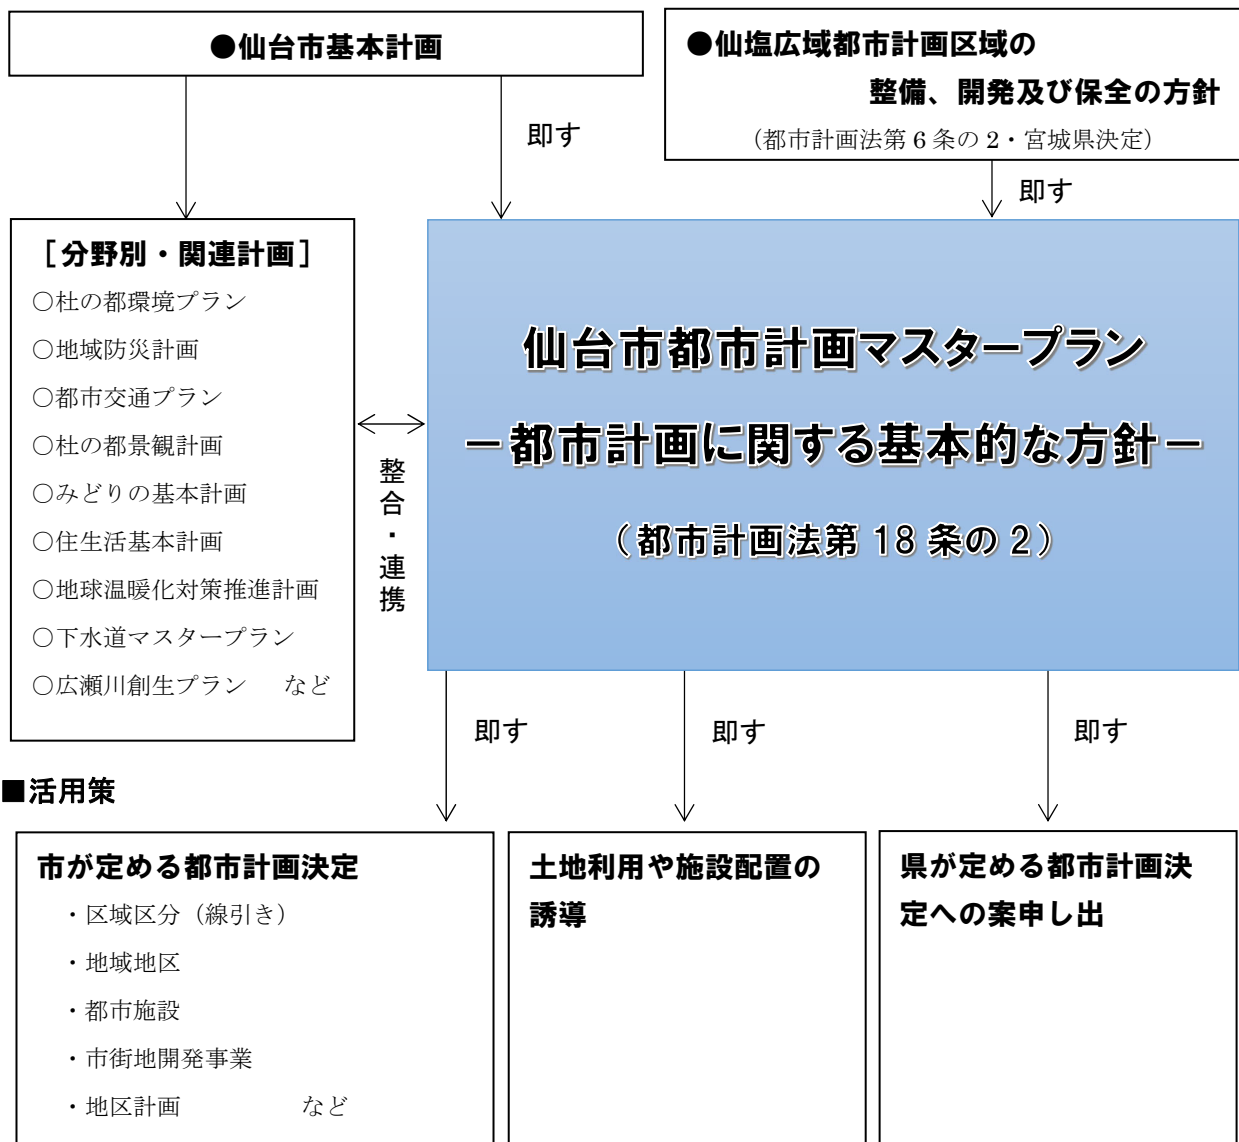 ●仙台市基本計画
●仙塩広域都市計画区域の
整備、開発及び保全の方針
（都市計画法第６条の２・宮城県決定）
即す
即す
［分野別・関連計画］
○杜の都環境プラン
○地域防災計画
○都市交通プラン
○杜の都景観計画
○みどりの基本計画
○住生活基本計画
○地球温暖化対策推進計画
○下水道マスタープラン
○広瀬川創生プラン　など
整合・連携
仙台市都市計画マスタープラン
－都市計画に関する基本的な方針－
（都市計画法第 18 条の 2）
即す
即す
即す
■活用策
市が定める都市計画決定
・区域区分（線引き）
・地域地区
・都市施設
・市街地開発事業
・地区計画　　　　など
土地利用や施設配置の
誘導
県が定める都市計画決
定への案申し出